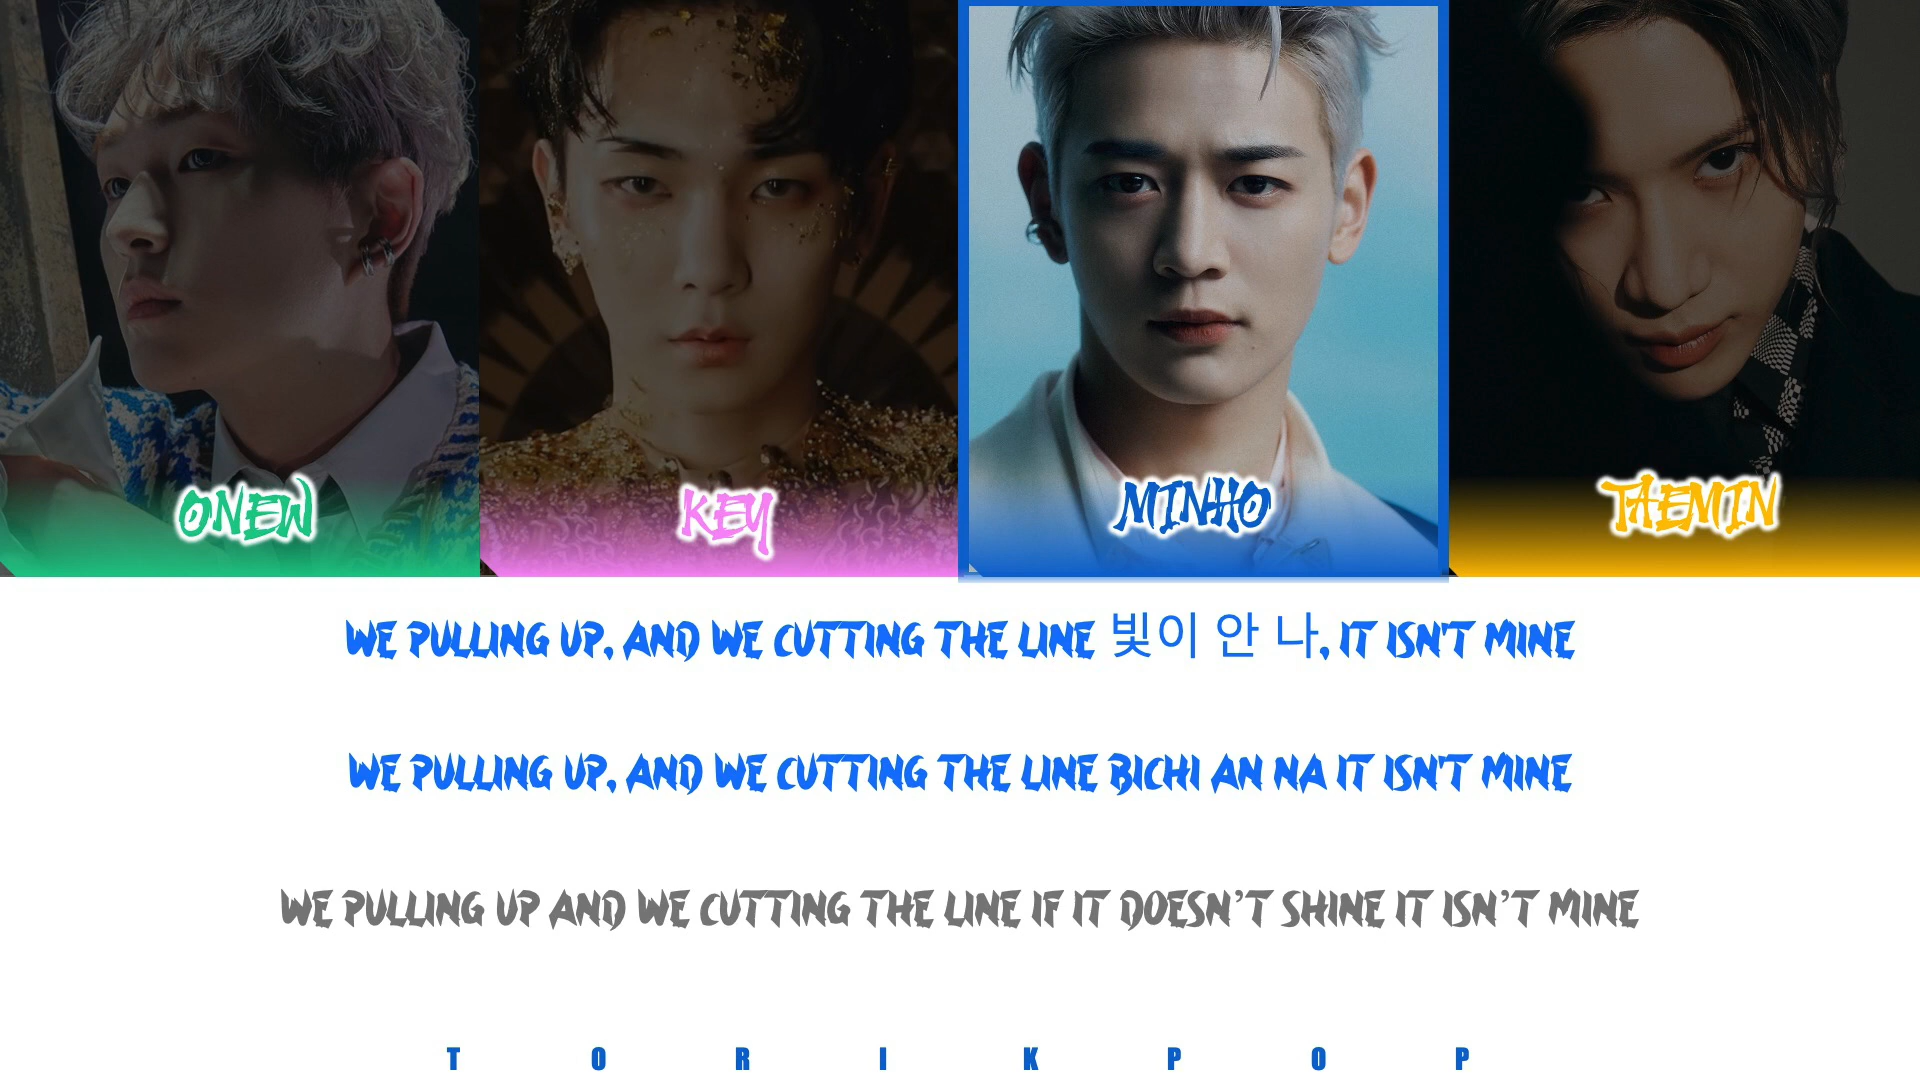 ONEW
KEY
MINHO
TAEMIN
WE PULLING UP, AND WE CUTTING THE LINE 빛이 안 나, IT ISN'T MINE
WE PULLING UP, AND WE CUTTING THE LINE BICHI AN NA IT ISN'T MINE
WE PULLING UP AND WE CUTTING THE LINE IF IT DOESN’T SHINE IT ISN’T MINE
T O R I K P O P